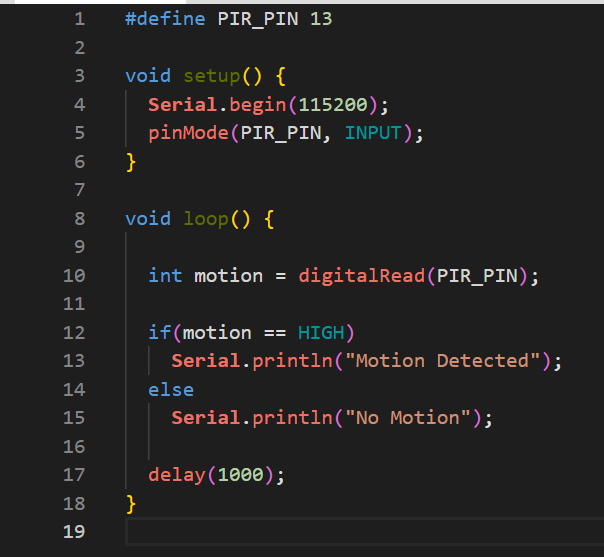 1 #define PIR_PIN 13
2
3 void setup() {
4   Serial.begin(115200);
5   pinMode(PIR_PIN, INPUT);
6 }
7
8 void loop() {
9
10   int motion = digitalRead(PIR_PIN);
11
12   if(motion == HIGH)
13     Serial.println("Motion Detected");
14   else
15     Serial.println("No Motion");
16
17   delay(1000);
18 }
19